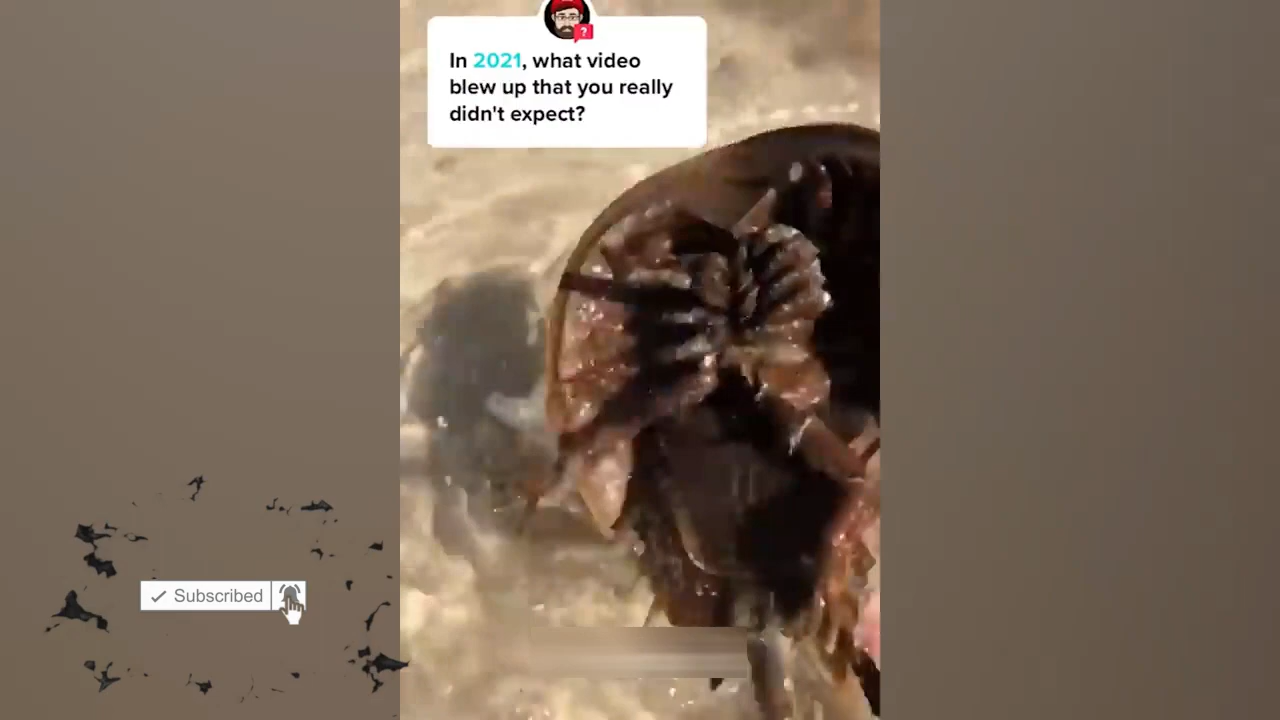 In 2021, what video
blew up that you really
didn't expect?
Subscribed